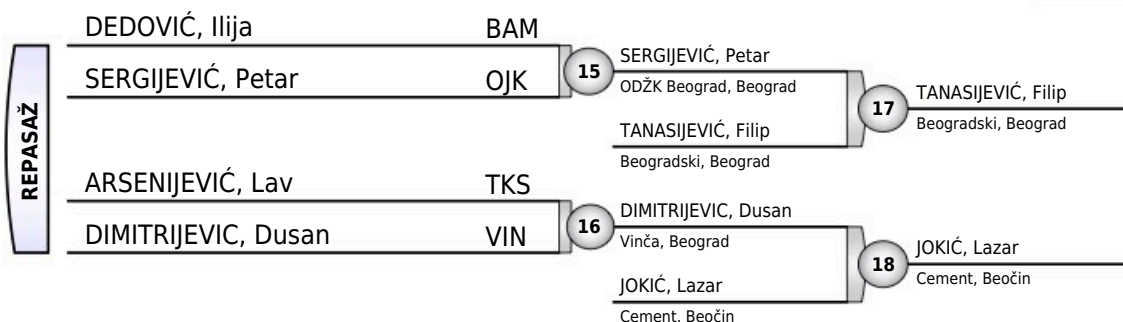 REPASAŽ
DEDOVIĆ, Ilija BAM
SERGIJEVIĆ, Petar OJK
15
SERGIJEVIĆ, Petar
ODŽK Beograd, Beograd
TANASIJEVIĆ, Filip
Beogradski, Beograd
17
TANASIJEVIĆ, Filip
Beogradski, Beograd
ARSENIJEVIĆ, Lav TKS
DIMITRIJEVIC, Dusan VIN
16
DIMITRIJEVIC, Dusan
Vinča, Beograd
JOKIĆ, Lazar
Cement, Beočin
18
JOKIĆ, Lazar
Cement, Beočin